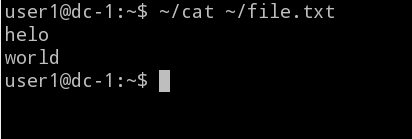 user1@dc-1:~$ ~/cat ~/file.txt
helo
world
user1@dc-1:~$